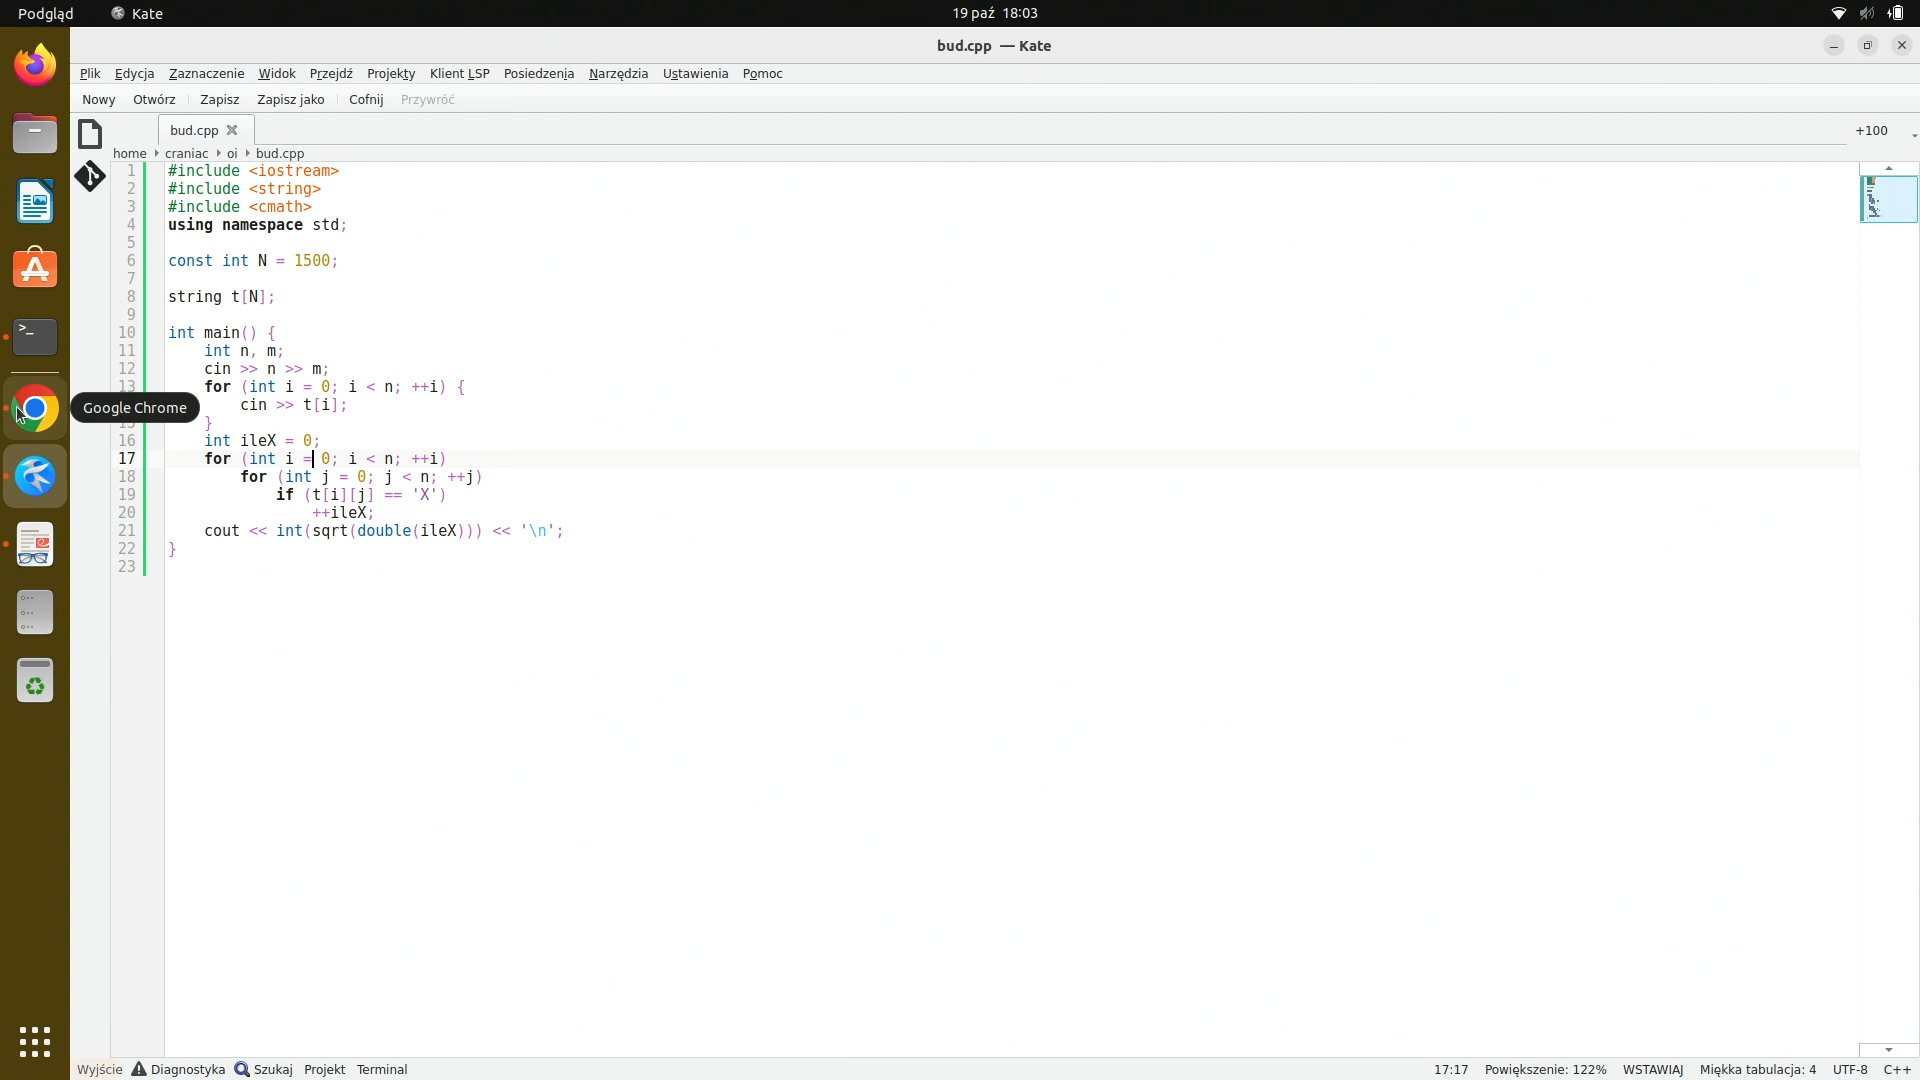 Podgląd Kate 19 paź 18:03
bud.cpp — Kate
Plik Edycja Zaznaczenie Widok Przejdź Projekty Klient LSP Posiedzenia Narzędzia Ustawienia Pomoc
Nowy Otwórz Zapisz Zapisz jako Cofnij Przywróć
bud.cpp +100
home craniac oi bud.cpp
1 #include <iostream>
2 #include <string>
3 #include <cmath>
4 using namespace std;
5
6 const int N = 1500;
7
8 string t[N];
9
10 int main() {
11 int n, m;
12 cin >> n >> m;
13 for (int i = 0; i < n; ++i) {
cin >> t[i];
Google Chrome
15 }
16 int ileX = 0;
17 for (int i = 0; i < n; ++i)
18 for (int j = 0; j < n; ++j)
19 if (t[i][j] == 'X')
20 ++ileX;
21 cout << int(sqrt(double(ileX))) << '\n';
22 }
23
Wyjście Diagnostyka Szukaj Projekt Terminal 17:17 Powiększenie: 122% WSTAWIAJ Miękka tabulacja: 4 UTF-8 C++